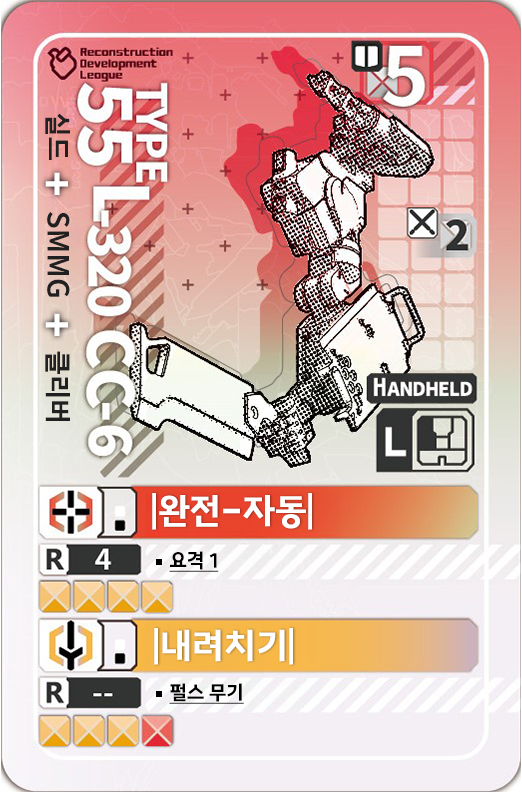 Reconstruction
Development
League
5
TYPE
55 L-320 CC-6
실드 + SMMG + 클리버
2
HANDHELD
L
|완전-자동|
R 4 ▪ 요격 1
|내려치기|
R -- ▪ 펄스 무기